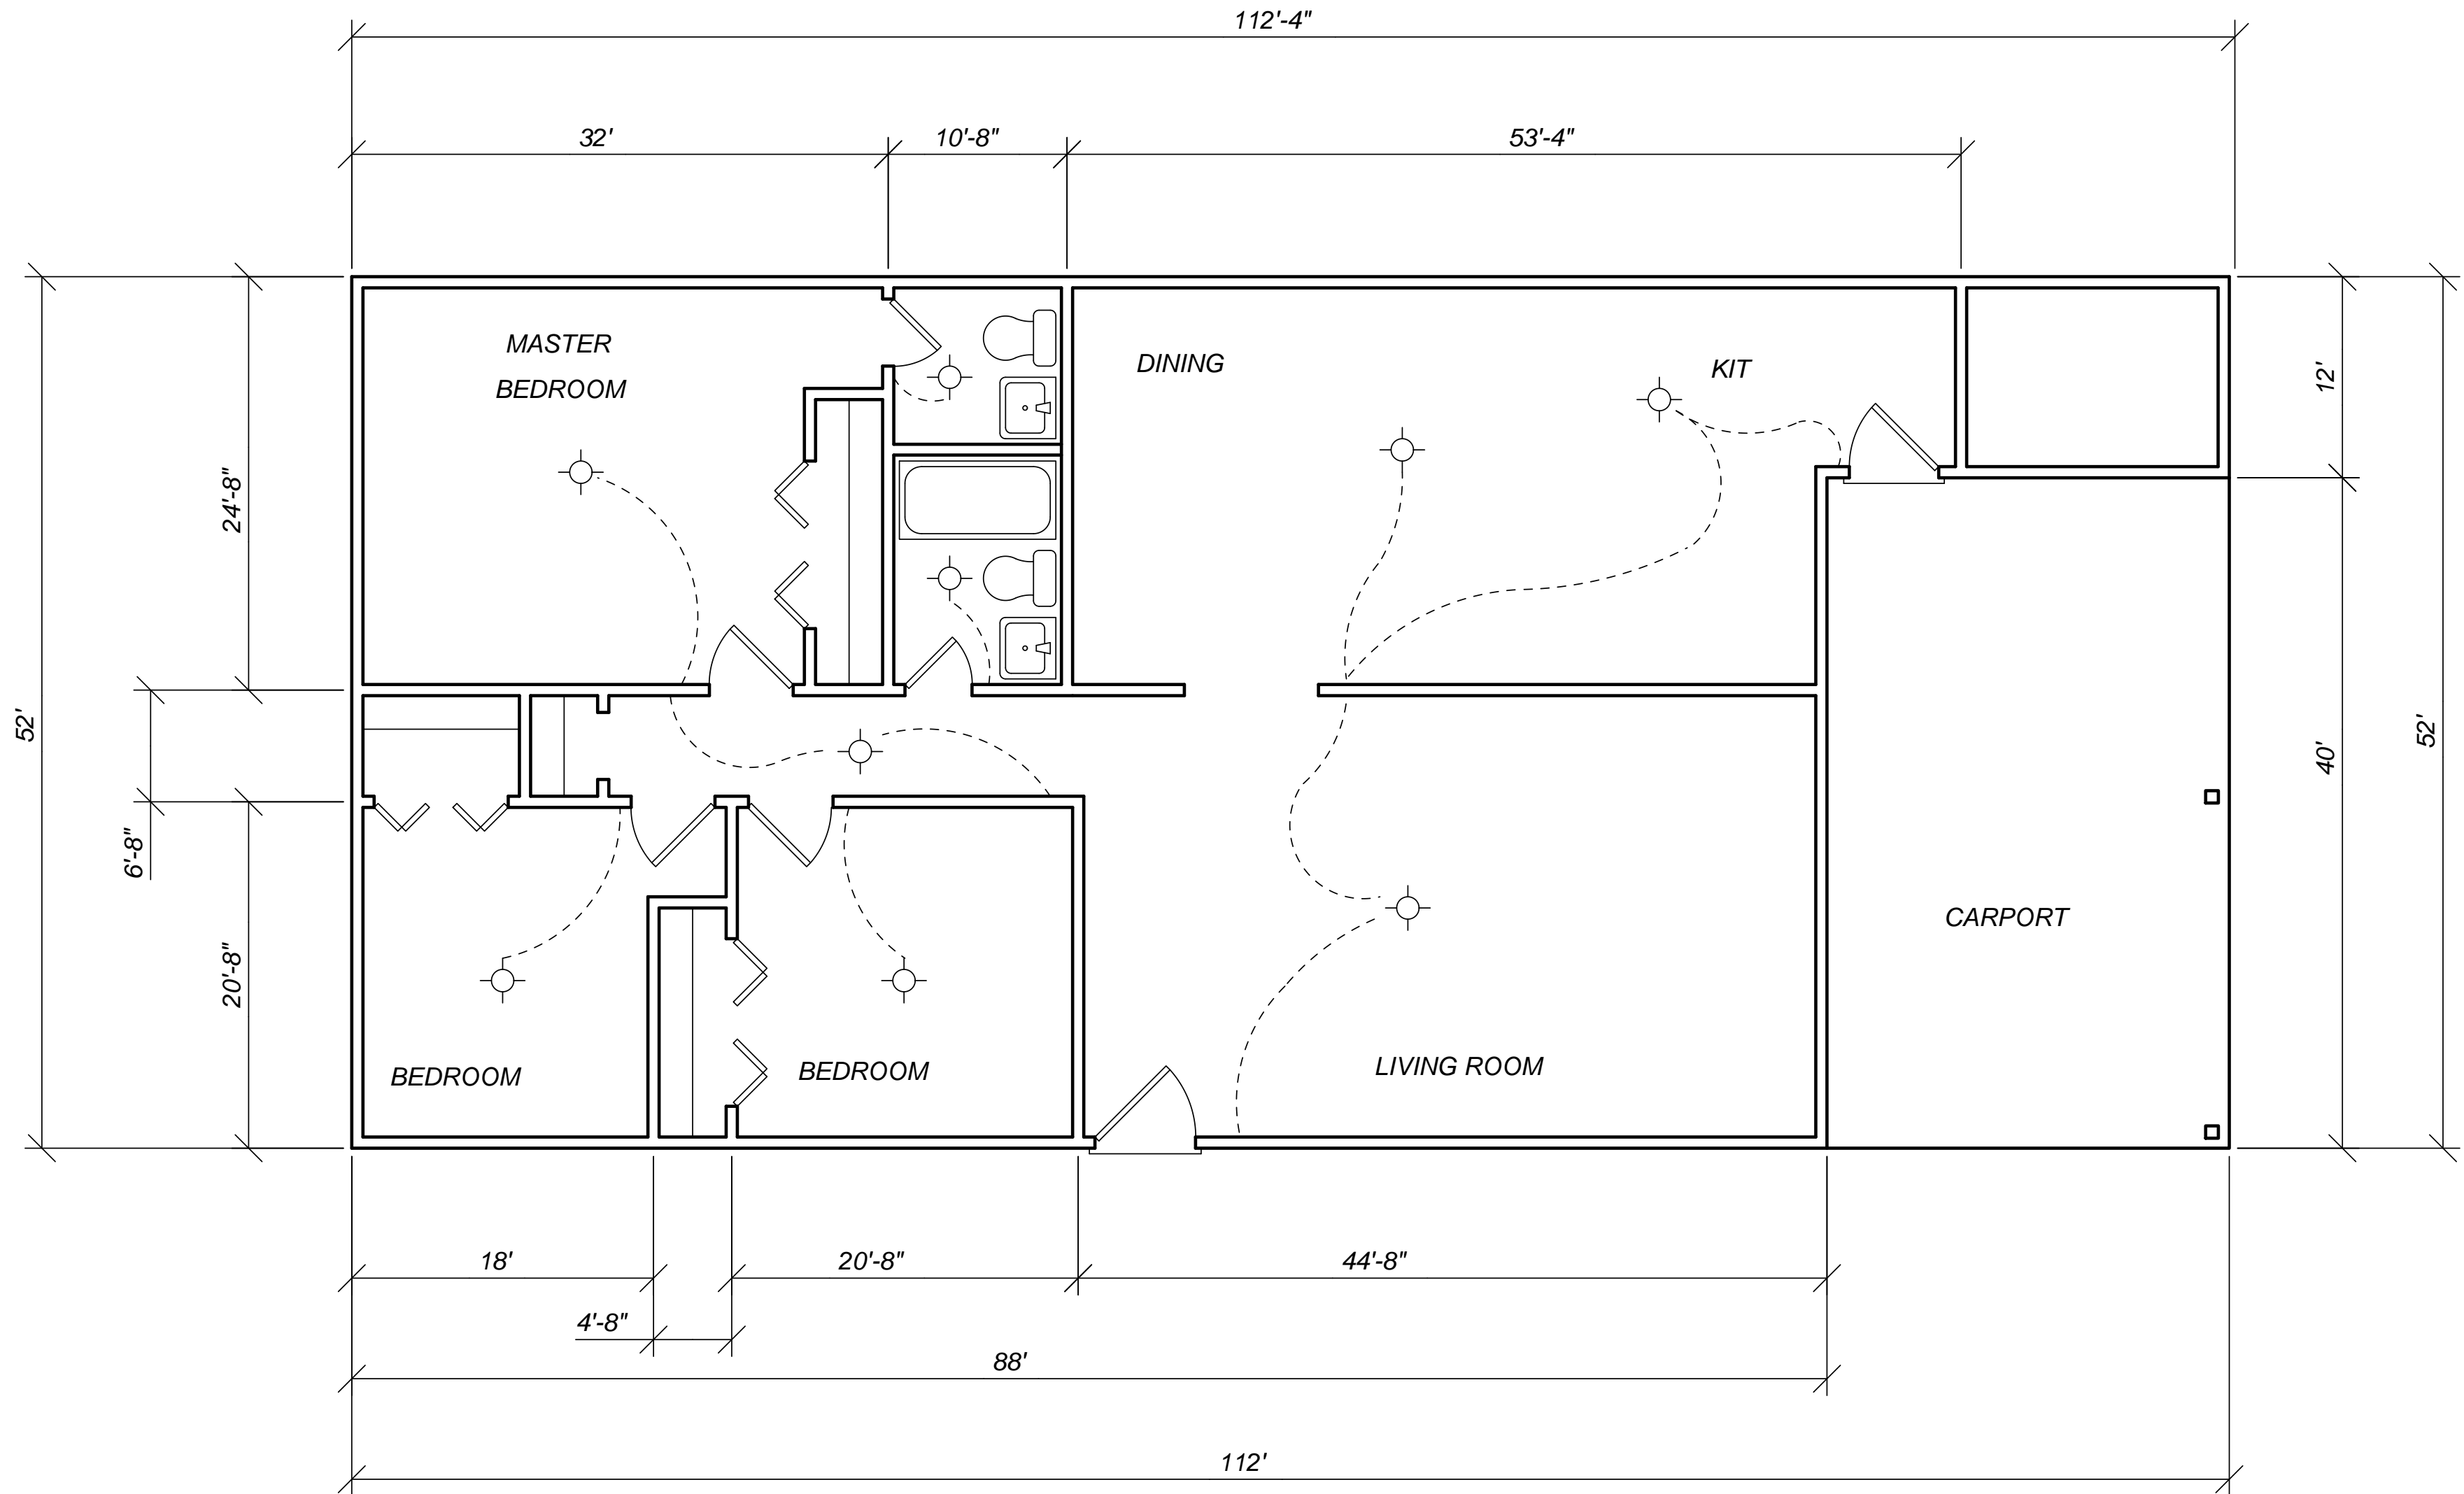 112'-4"
32'
10'-8"
53'-4"
MASTER
BEDROOM
DINING
KIT
12'
24'-8"
52'
6'-8"
20'-8"
40'
52'
CARPORT
BEDROOM
BEDROOM
LIVING ROOM
18'
20'-8"
44'-8"
4'-8"
88'
112'